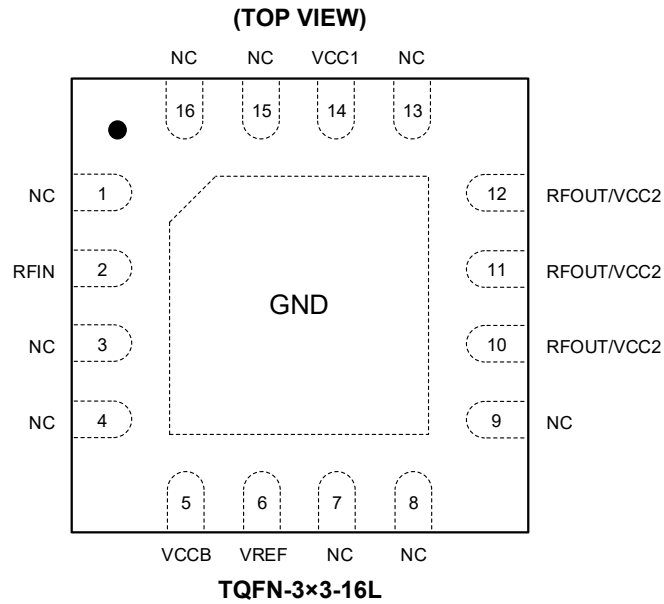 (TOP VIEW)
NC NC VCC1 NC
16 15 14 13
NC 1 12 RFOUT/VCC2
RFIN 2 11 RFOUT/VCC2
GND
NC 3 10 RFOUT/VCC2
NC 4 9 NC
5 6 7 8
VCCB VREF NC NC
TQFN-3×3-16L